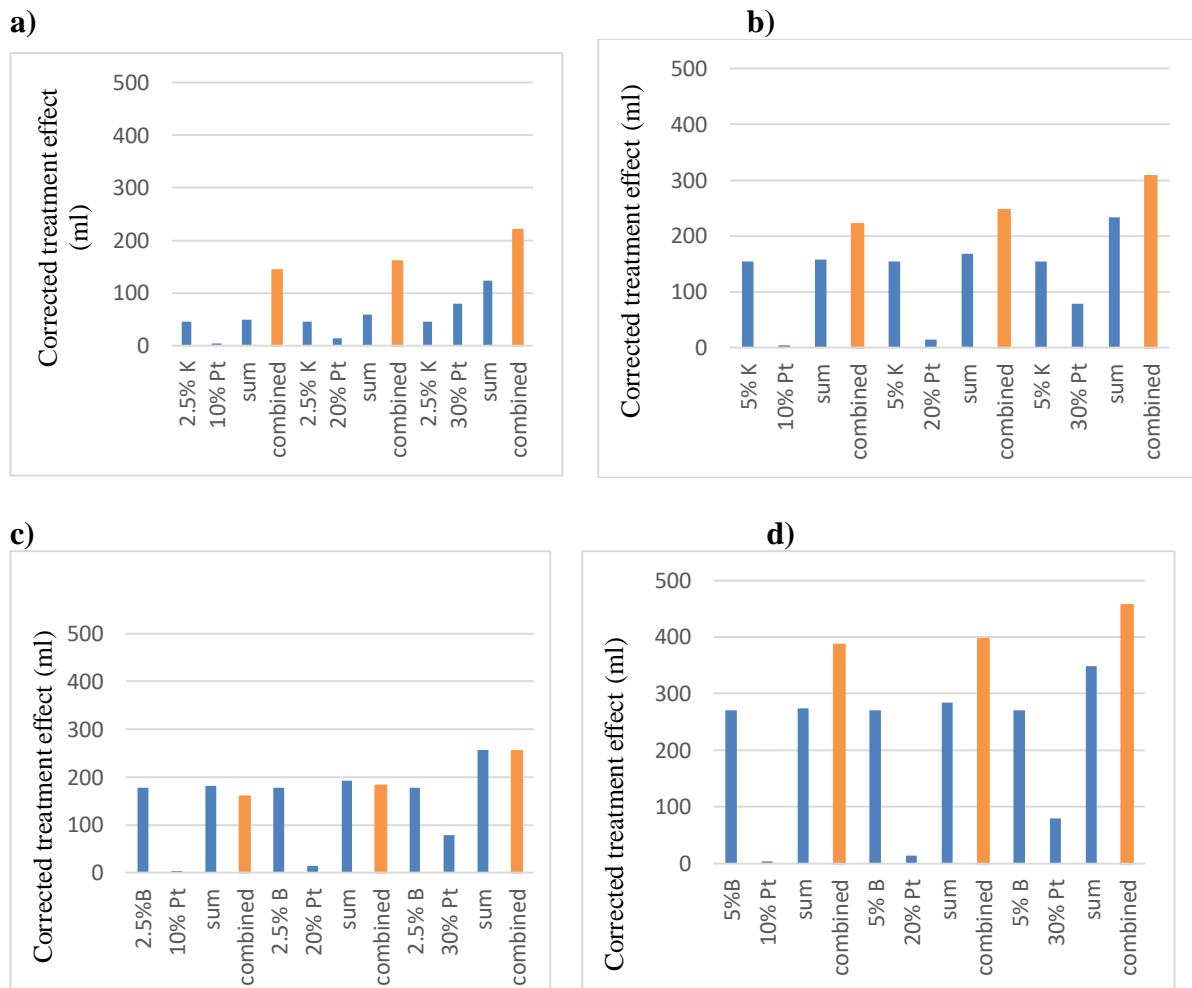 a)
Corrected treatment effect
(ml)
500
400
300
200
100
0
2.5% K
10% Pt
sum
combined
2.5% K
20% Pt
sum
combined
2.5% K
30% Pt
sum
combined
b)
Corrected treatment effect (ml)
500
400
300
200
100
0
5% K
10% Pt
sum
combined
5% K
20% Pt
sum
combined
5% K
30% Pt
sum
combined
c)
Corrected treatment effect (ml)
500
400
300
200
100
0
2.5%B
10% Pt
sum
combined
2.5% B
20% Pt
sum
combined
2.5% B
30% Pt
sum
combined
d)
Corrected treatment effect (ml)
500
400
300
200
100
0
5%B
10% Pt
sum
combined
5% B
20% Pt
sum
combined
5% B
30% Pt
sum
combined